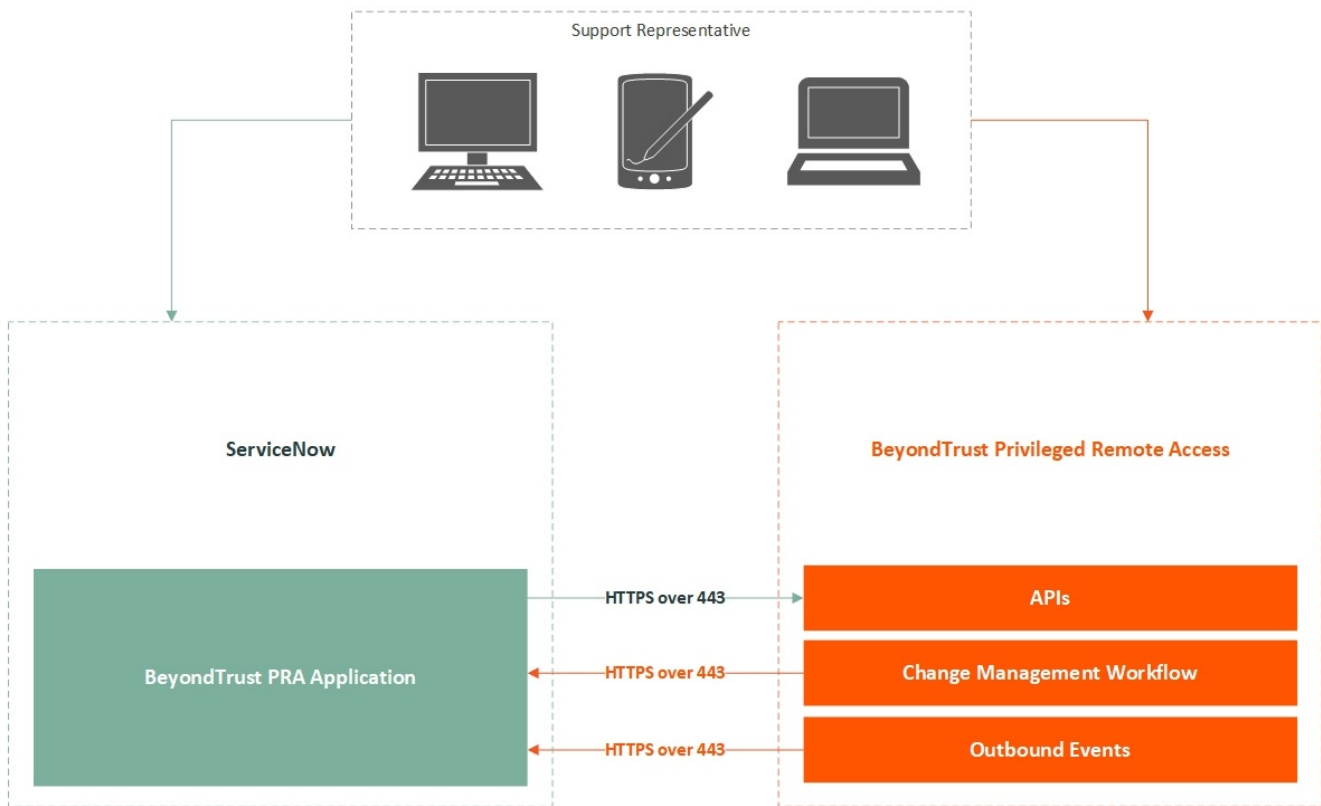 Support Representative
ServiceNow
BeyondTrust Privileged Remote Access
BeyondTrust PRA Application
HTTPS over 443
APIs
HTTPS over 443
Change Management Workflow
HTTPS over 443
Outbound Events